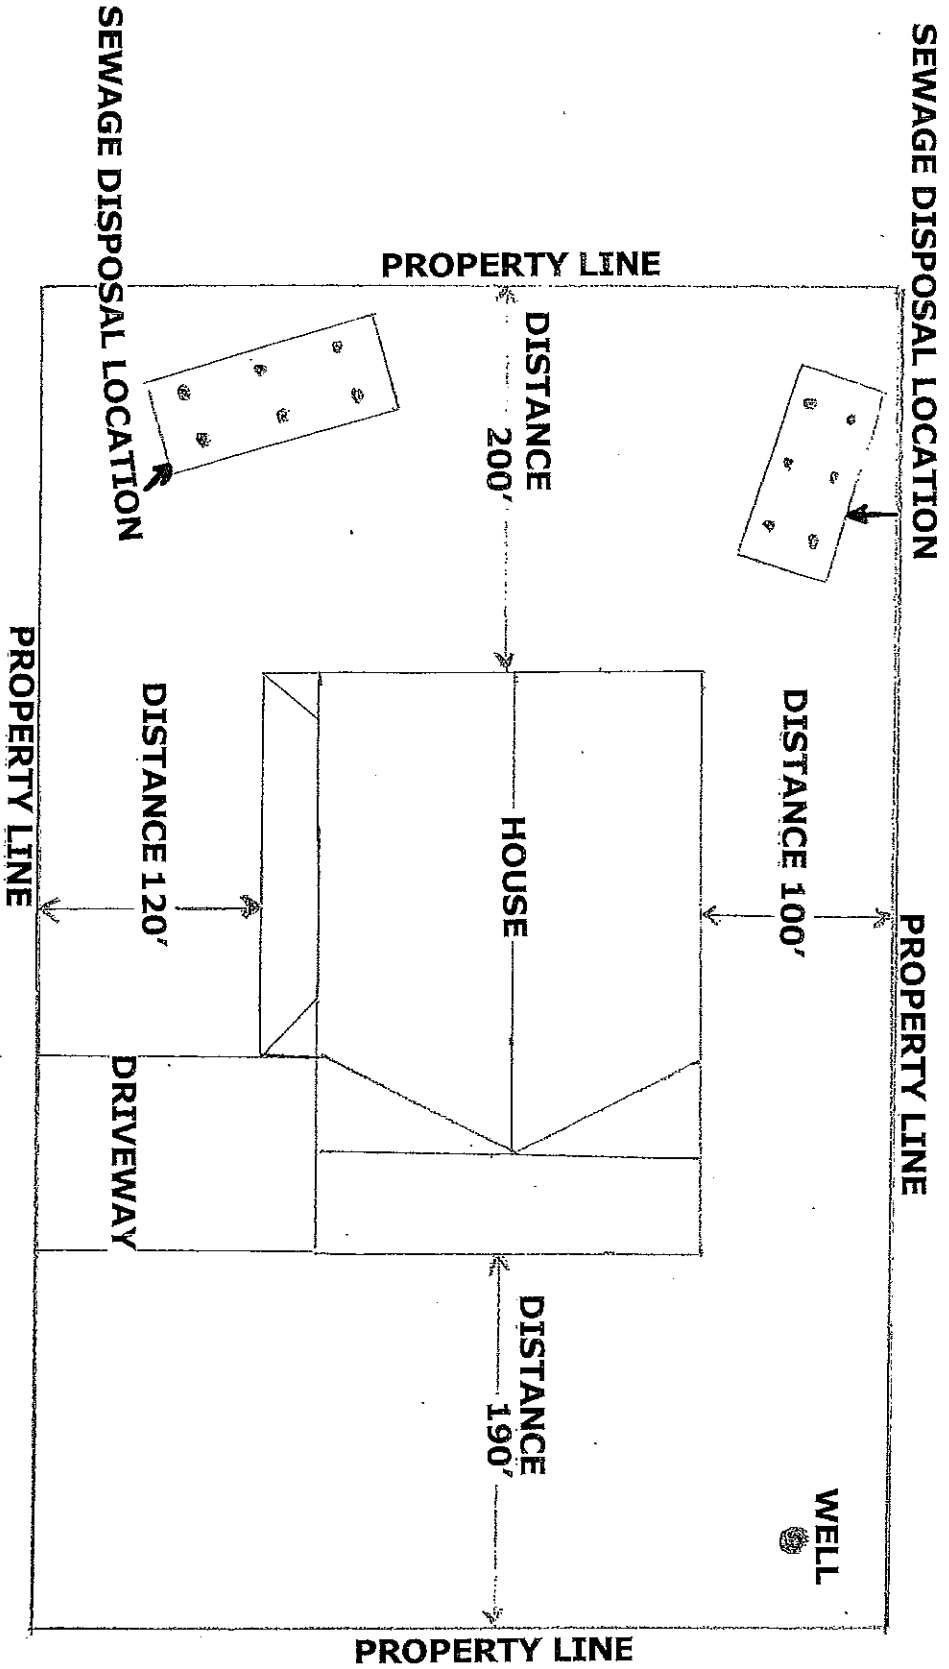 SEWAGE DISPOSAL LOCATION
SEWAGE DISPOSAL LOCATION
PROPERTY LINE
DISTANCE
200'
PROPERTY LINE
DISTANCE 120'
HOUSE
DISTANCE 100'
PROPERTY LINE
DRIVEWAY
DISTANCE
190'
WELL
PROPERTY LINE